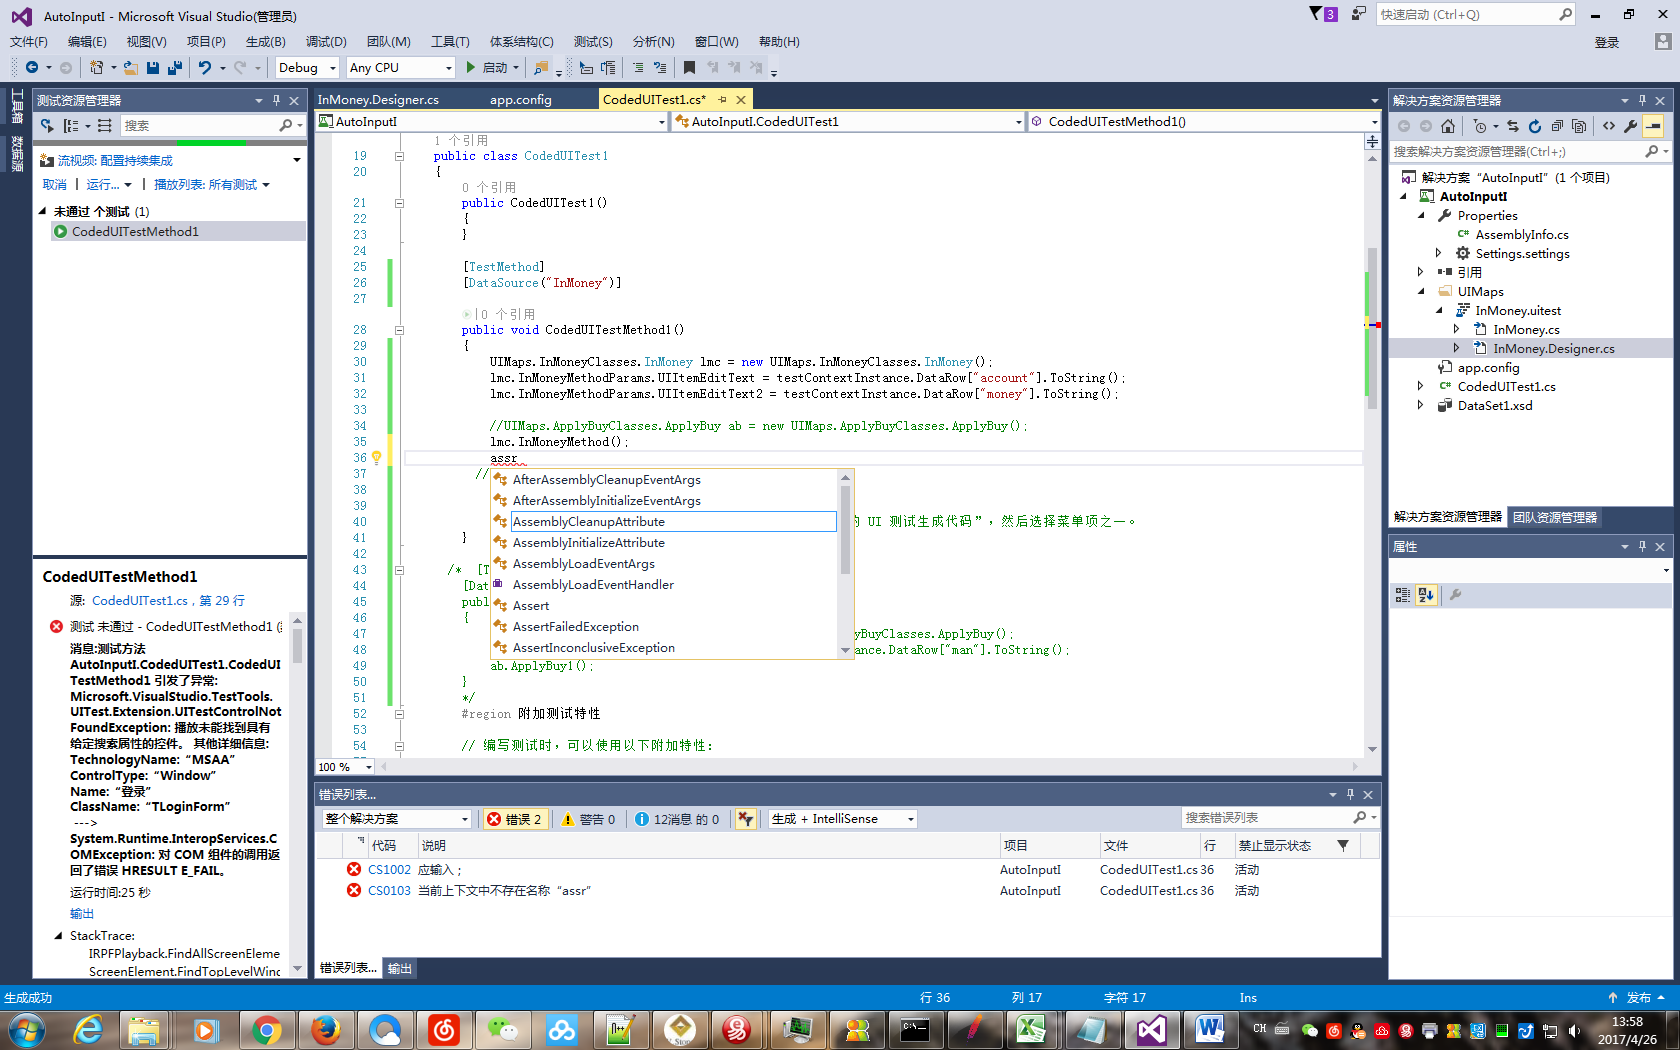 AutoInputI - Microsoft Visual Studio(管理员)
3
快速启动 (Ctrl+Q)
文件(F) 编辑(E) 视图(V) 项目(P) 生成(B) 调试(D) 团队(M) 工具(T) 体系结构(C) 测试(S) 分析(N) 窗口(W) 帮助(H)
登录
Debug Any CPU 启动
工具箱
数据源
测试资源管理器
搜索
流视频: 配置持续集成
取消 | 运行... | 播放列表: 所有测试
未通过 个测试 (1)
CodedUITestMethod1
CodedUITestMethod1
源: CodedUITest1.cs，第 29 行
测试 未通过 - CodedUITestMethod1
消息:测试方法
AutoInputI.CodedUITest1.CodedUI
TestMethod1 引发了异常:
Microsoft.VisualStudio.TestTools.
UITest.Extension.UITestControlNot
FoundException: 播放未能找到具有
给定搜索属性的控件。 其他详细信息:
TechnologyName: “MSAA”
ControlType: “Window”
Name: “登录”
ClassName: “TLoginForm”
--->
System.Runtime.InteropServices.C
OMException: 对 COM 组件的调用返
回了错误 HRESULT E_FAIL。
运行时间:25 秒
输出
StackTrace:
IRPFPlayback.FindAllScreenEleme
ScreenElement.FindTopLevelWinc
InMoney.Designer.cs app.config CodedUITest1.cs*
AutoInputI AutoInputI.CodedUITest1 CodedUITestMethod1()
1 个引用
19 public class CodedUITest1
20 {
0 个引用
21 public CodedUITest1()
22 {
23 }
24
25 [TestMethod]
26 [DataSource("InMoney")]
27
|0 个引用
28 public void CodedUITestMethod1()
29 {
30 UIMaps.InMoneyClasses.InMoney lmc = new UIMaps.InMoneyClasses.InMoney();
31 lmc.InMoneyMethodParams.UIItemEditText = testContextInstance.DataRow["account"].ToString();
32 lmc.InMoneyMethodParams.UIItemEditText2 = testContextInstance.DataRow["money"].ToString();
33
34 //UIMaps.ApplyBuyClasses.ApplyBuy ab = new UIMaps.ApplyBuyClasses.ApplyBuy();
35 lmc.InMoneyMethod();
36 assr
37 //
38
39
40 UI 测试生成代码”，然后选择菜单项之一。
41 }
42
43 /* [T
44 [Dat
45 publ
46 {
47 yBuyClasses.ApplyBuy();
48 ance.DataRow["man"].ToString();
49 ab.ApplyBuy1();
50 }
51 */
52 #region 附加测试特性
53
54 // 编写测试时，可以使用以下附加特性:
AfterAssemblyCleanupEventArgs
AfterAssemblyInitializeEventArgs
AssemblyCleanupAttribute
AssemblyInitializeAttribute
AssemblyLoadEventArgs
AssemblyLoadEventHandler
Assert
AssertFailedException
AssertInconclusiveException
100 %
错误列表...
整个解决方案 错误 2 警告 0 12消息 的 0 生成 + IntelliSense 搜索错误列表
代码 说明 项目 文件 行 禁止显示状态
CS1002 应输入 ; AutoInputI CodedUITest1.cs 36 活动
CS0103 当前上下文中不存在名称“assr” AutoInputI CodedUITest1.cs 36 活动
错误列表... 输出
解决方案资源管理器
搜索解决方案资源管理器(Ctrl+;)
解决方案 “AutoInputI” (1 个项目)
AutoInputI
Properties
AssemblyInfo.cs
Settings.settings
引用
UIMaps
InMoney.uitest
InMoney.cs
InMoney.Designer.cs
app.config
CodedUITest1.cs
DataSet1.xsd
解决方案资源管理器 团队资源管理器
属性
生成成功 行 36 列 17 字符 17 Ins 发布
CH
13:58
2017/4/26